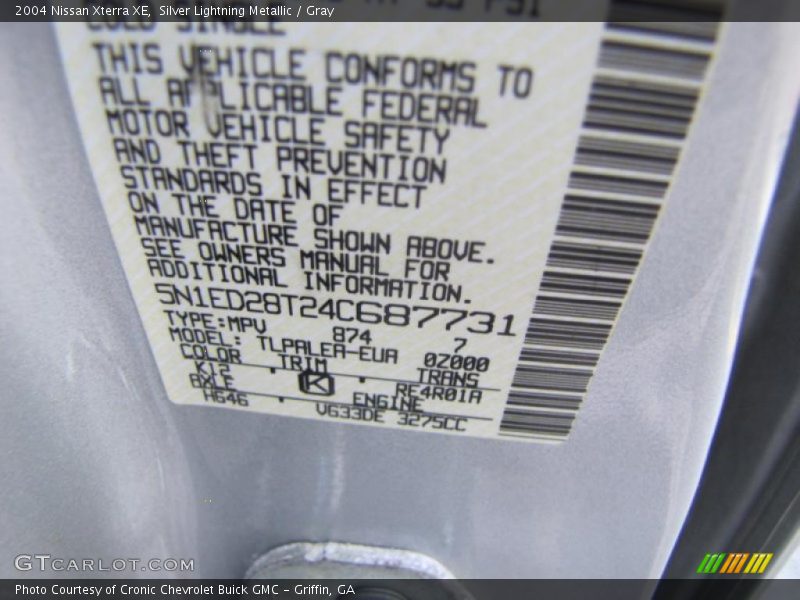 2004 Nissan Xterra XE, Silver Lightning Metallic / Gray
COLD SINGLE
THIS VEHICLE CONFORMS TO
ALL APPLICABLE FEDERAL
MOTOR VEHICLE SAFETY
AND THEFT PREVENTION
STANDARDS IN EFFECT
ON THE DATE OF
MANUFACTURE SHOWN ABOVE.
SEE OWNERS MANUAL FOR
ADDITIONAL INFORMATION.
5N1ED28T24C687731
TYPE:MPV 874 7
MODEL: TLPALEA-EUA 0Z000
COLOR TRIM TRANS
K12 K RE4R01A
AXLE ENGINE
H646 VG33DE 3275CC
GTCARLOT.COM
Photo Courtesy of Cronic Chevrolet Buick GMC – Griffin, GA